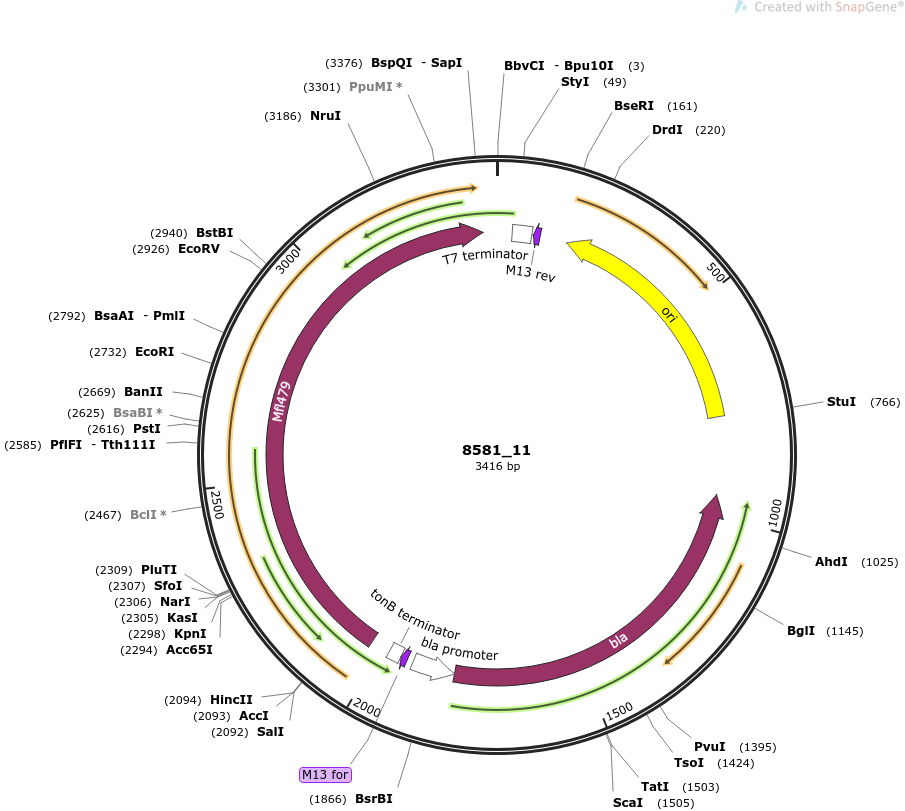 Created with SnapGene®
(3376) BspQI - SapI
(3301) PpuMI *
(3186) NruI
BbvCI - Bpu10I (3)
StyI (49)
BseRI (161)
DrdI (220)
(2940) BstBI
(2926) EcoRV
(2792) BsaAI - PmlI
(2732) EcoRI
(2669) BanII
(2625) BsaBI *
(2616) PstI
(2585) PflFI - Tth111I
(2467) BclI *
(2309) PluTI
(2307) SfoI
(2306) NarI
(2305) KasI
(2298) KpnI
(2294) Acc65I
(2094) HincII
(2093) AccI
(2092) SalI
M13 for
(1866) BsrBI
StuI (766)
AhdI (1025)
BglI (1145)
PvuI (1395)
TsoI (1424)
TatI (1503)
ScaI (1505)
500
1000
1500
2000
2500
3000
T7 terminator
M13 rev
ori
Mfl479
8581_11
3416 bp
tonB terminator
bla promoter
bla